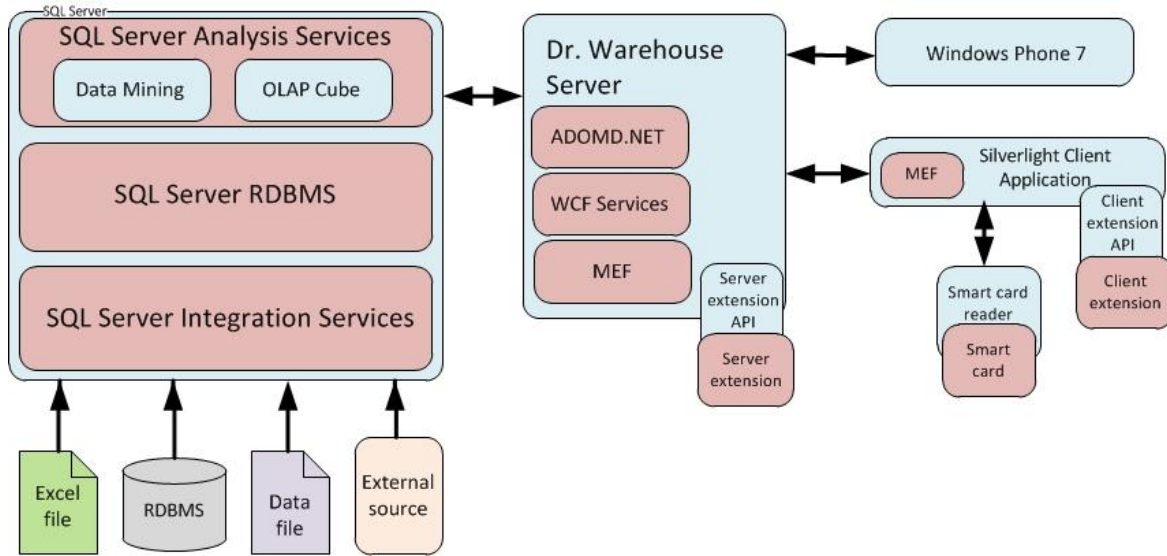 SQL Server
SQL Server Analysis Services
Data Mining
OLAP Cube
SQL Server RDBMS
SQL Server Integration Services
Excel
file
RDBMS
Data
file
External
source
Dr. Warehouse
Server
ADOMD.NET
WCF Services
MEF
Server
extension
API
Server
extension
Windows Phone 7
MEF
Silverlight Client
Application
Client
extension
API
Client
extension
Smart card
reader
Smart
card